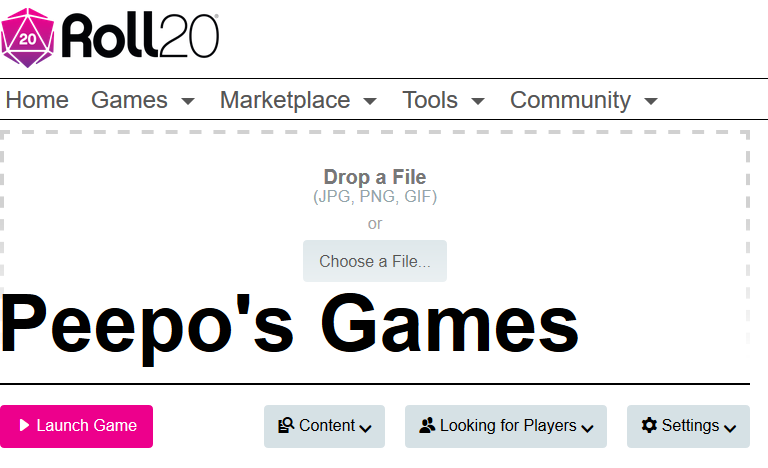 20 Roll20
Home Games Marketplace Tools Community
Drop a File
(JPG, PNG, GIF)
or
Choose a File...
Peepo's Games
Launch Game Content Looking for Players Settings